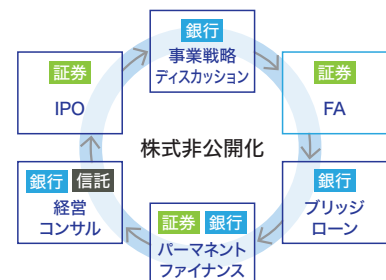 銀行
事業戦略
ディスカッション
証券
FA
銀行
ブリッジ
ローン
証券 銀行
パーマネント
ファイナンス
銀行 信託
経営
コンサル
証券
IPO
株式非公開化